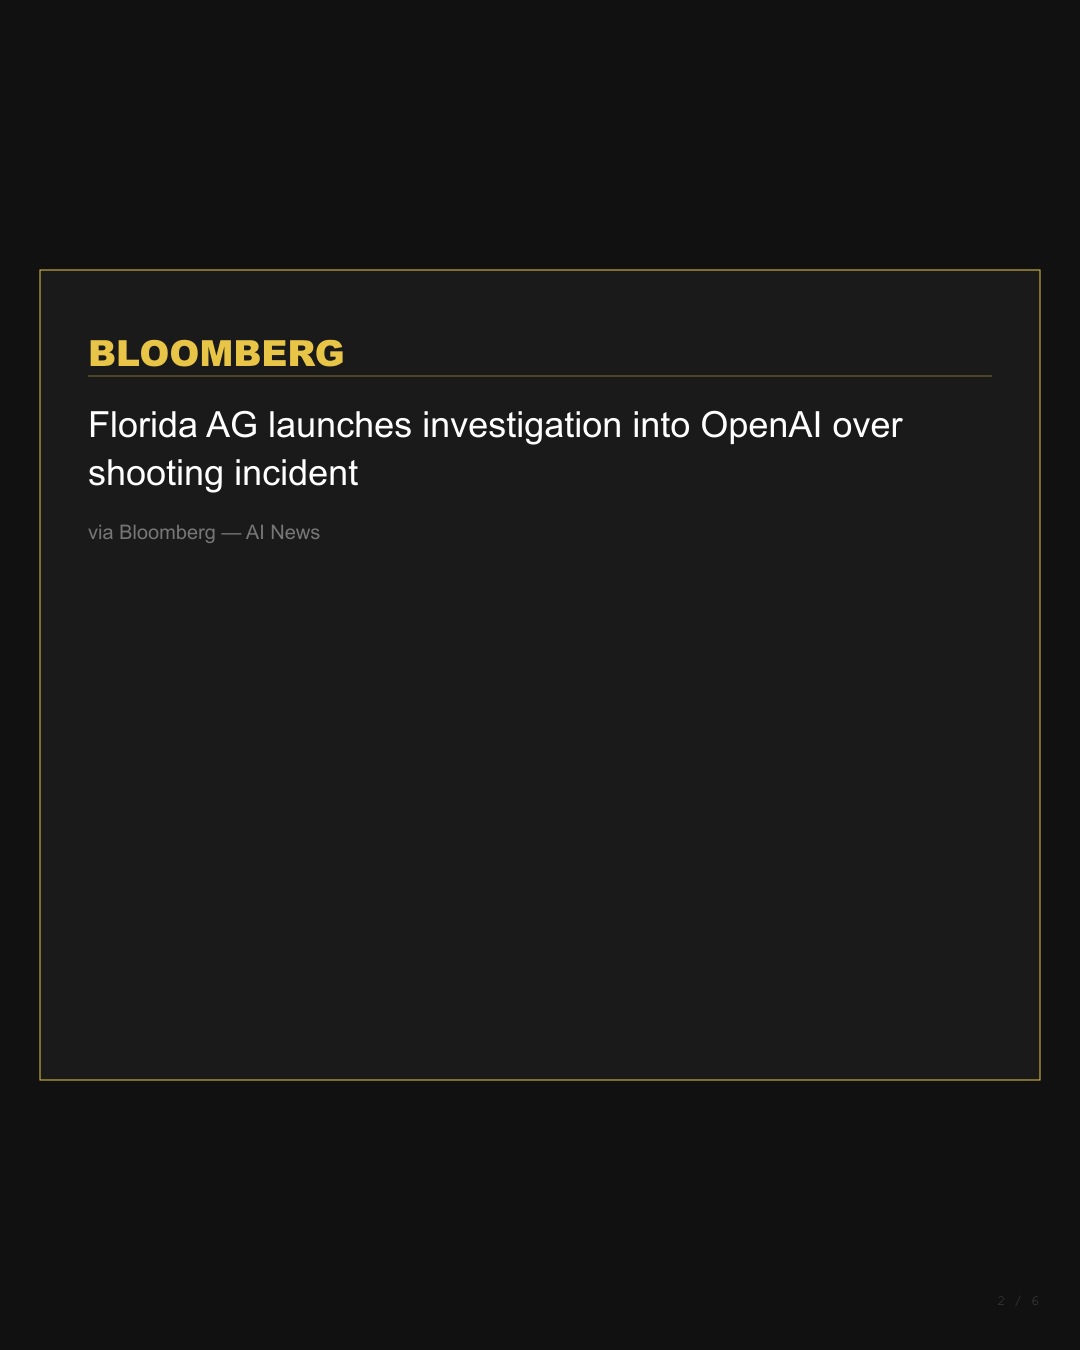 BLOOMBERG
Florida AG launches investigation into OpenAI over
shooting incident
via Bloomberg — AI News
2 / 6